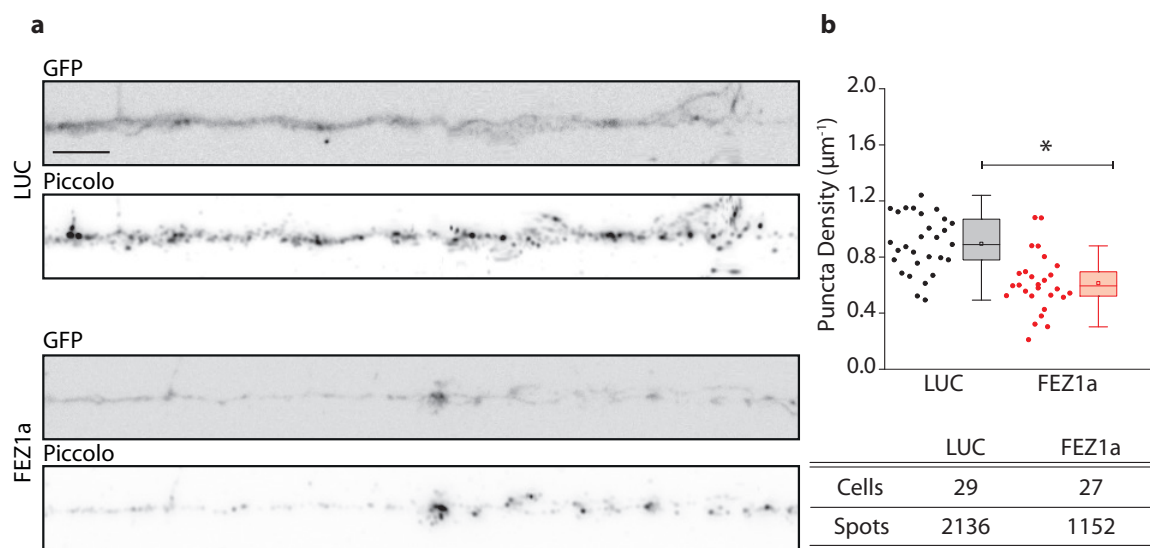 a
LUC
GFP
Piccolo
FEZ1a
GFP
Piccolo
b
Puncta Density (μm⁻¹)
2.0
1.6
1.2
0.8
0.4
0.0
*
LUC FEZ1a
LUC FEZ1a
Cells 29 27
Spots 2136 1152